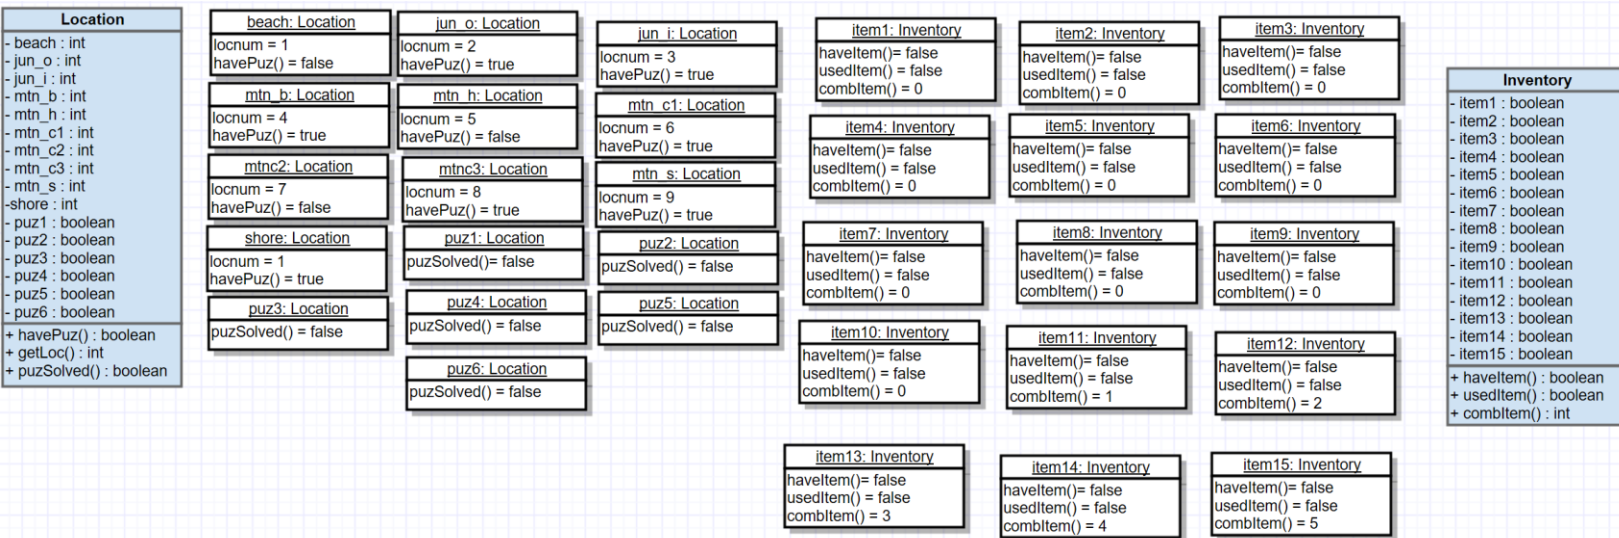 Location
- beach : int
- jun_o : int
- jun_i : int
- mtn_b : int
- mtn_h : int
- mtn_c1 : int
- mtn_c2 : int
- mtn_c3 : int
- mtn_s : int
-shore : int
- puz1 : boolean
- puz2 : boolean
- puz3 : boolean
- puz4 : boolean
- puz5 : boolean
- puz6 : boolean
+ havePuz() : boolean
+ getLoc() : int
+ puzSolved() : boolean
beach: Location
locnum = 1
havePuz() = false
jun_o: Location
locnum = 2
havePuz() = true
jun_i: Location
locnum = 3
havePuz() = true
mtn_b: Location
locnum = 4
havePuz() = true
mtn_h: Location
locnum = 5
havePuz() = false
mtn_c1: Location
locnum = 6
havePuz() = true
mtnc2: Location
locnum = 7
havePuz() = false
mtnc3: Location
locnum = 8
havePuz() = true
mtn_s: Location
locnum = 9
havePuz() = true
shore: Location
locnum = 1
havePuz() = true
puz1: Location
puzSolved()= false
puz2: Location
puzSolved() = false
puz3: Location
puzSolved() = false
puz4: Location
puzSolved() = false
puz5: Location
puzSolved() = false
puz6: Location
puzSolved() = false
item1: Inventory
haveItem()= false
usedItem() = false
combItem() = 0
item2: Inventory
haveItem()= false
usedItem() = false
combItem() = 0
item3: Inventory
haveItem()= false
usedItem() = false
combItem() = 0
item4: Inventory
haveItem()= false
usedItem() = false
combItem() = 0
item5: Inventory
haveItem()= false
usedItem() = false
combItem() = 0
item6: Inventory
haveItem()= false
usedItem() = false
combItem() = 0
item7: Inventory
haveItem()= false
usedItem() = false
combItem() = 0
item8: Inventory
haveItem()= false
usedItem() = false
combItem() = 0
item9: Inventory
haveItem()= false
usedItem() = false
combItem() = 0
item10: Inventory
haveItem()= false
usedItem() = false
combItem() = 0
item11: Inventory
haveItem()= false
usedItem() = false
combItem() = 1
item12: Inventory
haveItem()= false
usedItem() = false
combItem() = 2
item13: Inventory
haveItem()= false
usedItem() = false
combItem() = 3
item14: Inventory
haveItem()= false
usedItem() = false
combItem() = 4
item15: Inventory
haveItem()= false
usedItem() = false
combItem() = 5
Inventory
- item1 : boolean
- item2 : boolean
- item3 : boolean
- item4 : boolean
- item5 : boolean
- item6 : boolean
- item7 : boolean
- item8 : boolean
- item9 : boolean
- item10 : boolean
- item11 : boolean
- item12 : boolean
- item13 : boolean
- item14 : boolean
- item15 : boolean
+ haveItem() : boolean
+ usedItem() : boolean
+ combItem() : int